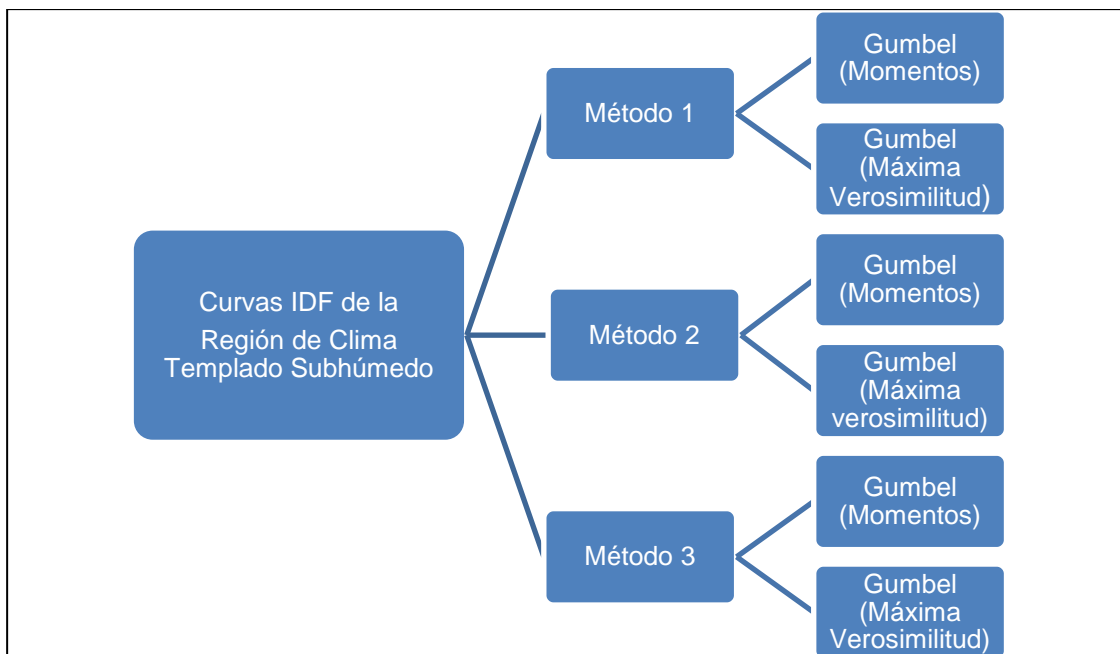 Curvas IDF de la
Región de Clima
Templado Subhúmedo
Método 1
Gumbel
(Momentos)
Gumbel
(Máxima
Verosimilitud)
Método 2
Gumbel
(Momentos)
Gumbel
(Máxima
verosimilitud)
Método 3
Gumbel
(Momentos)
Gumbel
(Máxima
Verosimilitud)